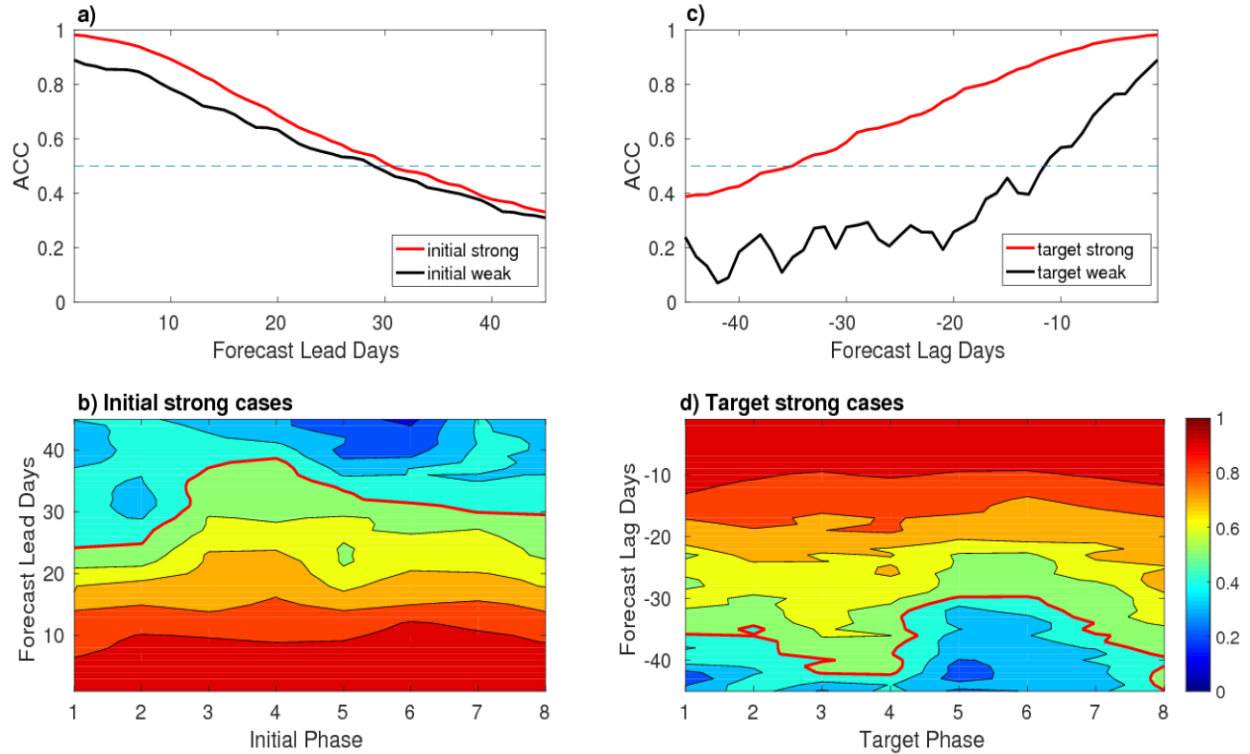 a)
1
0.8
0.6
0.4
0.2
0
ACC
initial strong
initial weak
10 20 30 40
Forecast Lead Days
c)
1
0.8
0.6
0.4
0.2
0
ACC
target strong
target weak
-40 -30 -20 -10
Forecast Lag Days
b) Initial strong cases
40
30
20
10
Forecast Lead Days
1 2 3 4 5 6 7 8
Initial Phase
d) Target strong cases
-10
-20
-30
-40
Forecast Lag Days
1 2 3 4 5 6 7 8
Target Phase
1
0.8
0.6
0.4
0.2
0